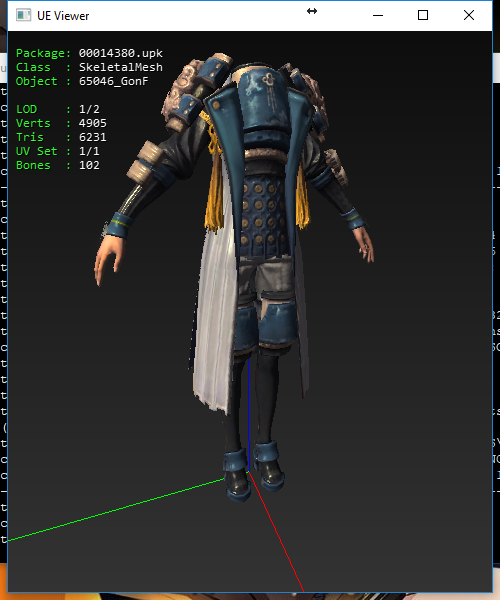 UE Viewer
Package: 00014380.upk
Class  : SkeletalMesh
Object : 65046_GonF
LOD    : 1/2
Verts  : 4905
Tris   : 6231
UV Set : 1/1
Bones  : 102